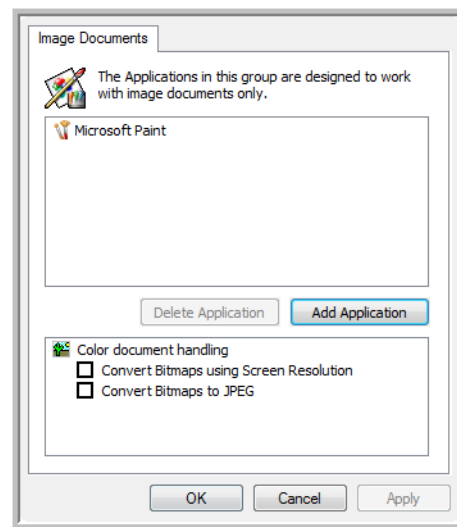 Image Documents
The Applications in this group are designed to work
with image documents only.
Microsoft Paint
Delete Application
Add Application
Color document handling
Convert Bitmaps using Screen Resolution
Convert Bitmaps to JPEG
OK
Cancel
Apply